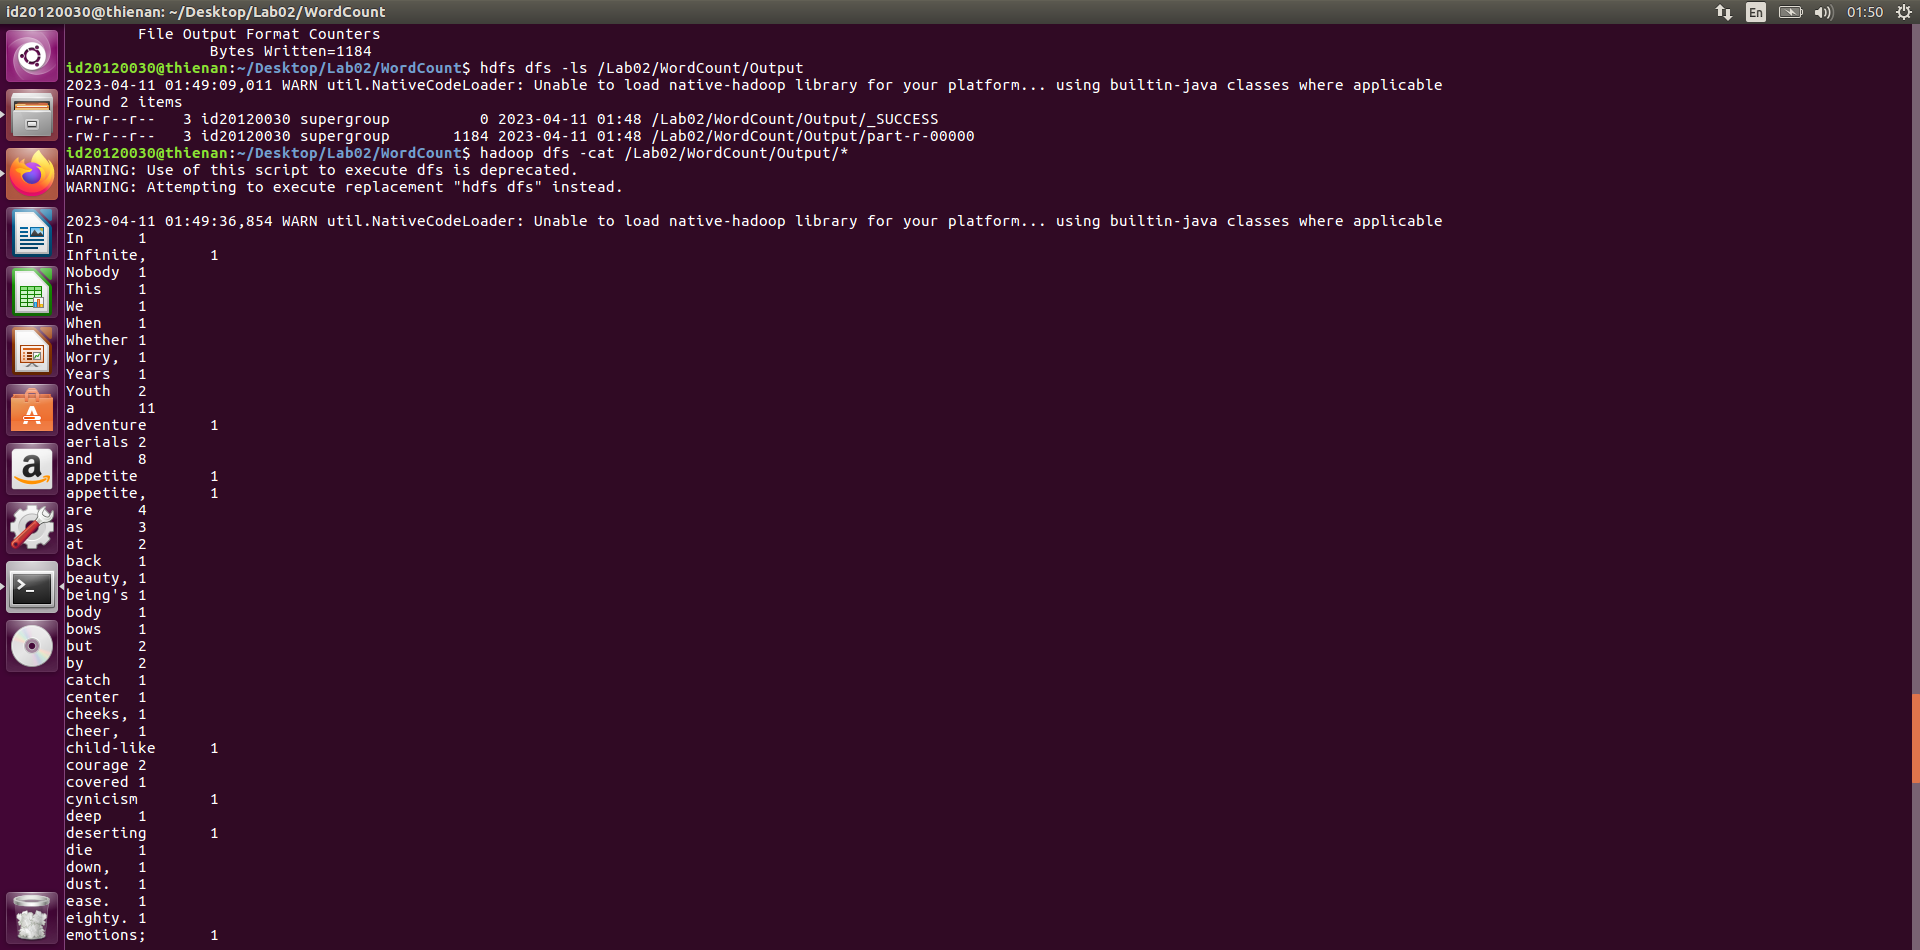 id20120030@thienan: ~/Desktop/Lab02/WordCount
En
01:50
File Output Format Counters
Bytes Written=1184
id20120030@thienan:~/Desktop/Lab02/WordCount$ hdfs dfs -ls /Lab02/WordCount/Output
2023-04-11 01:49:09,011 WARN util.NativeCodeLoader: Unable to load native-hadoop library for your platform... using builtin-java classes where applicable
Found 2 items
-rw-r--r--   3 id20120030 supergroup          0 2023-04-11 01:48 /Lab02/WordCount/Output/_SUCCESS
-rw-r--r--   3 id20120030 supergroup       1184 2023-04-11 01:48 /Lab02/WordCount/Output/part-r-00000
id20120030@thienan:~/Desktop/Lab02/WordCount$ hadoop dfs -cat /Lab02/WordCount/Output/*
WARNING: Use of this script to execute dfs is deprecated.
WARNING: Attempting to execute replacement "hdfs dfs" instead.
2023-04-11 01:49:36,854 WARN util.NativeCodeLoader: Unable to load native-hadoop library for your platform... using builtin-java classes where applicable
In 1
Infinite, 1
Nobody 1
This 1
We 1
When 1
Whether 1
Worry, 1
Years 1
Youth 2
a 11
adventure 1
aerials 2
and 8
appetite 1
appetite, 1
are 4
as 3
at 2
back 1
beauty, 1
being's 1
body 1
bows 1
but 2
by 2
catch 1
center 1
cheeks, 1
cheer, 1
child-like 1
courage 2
covered 1
cynicism 1
deep 1
deserting 1
die 1
down, 1
dust. 1
ease. 1
eighty. 1
emotions; 1